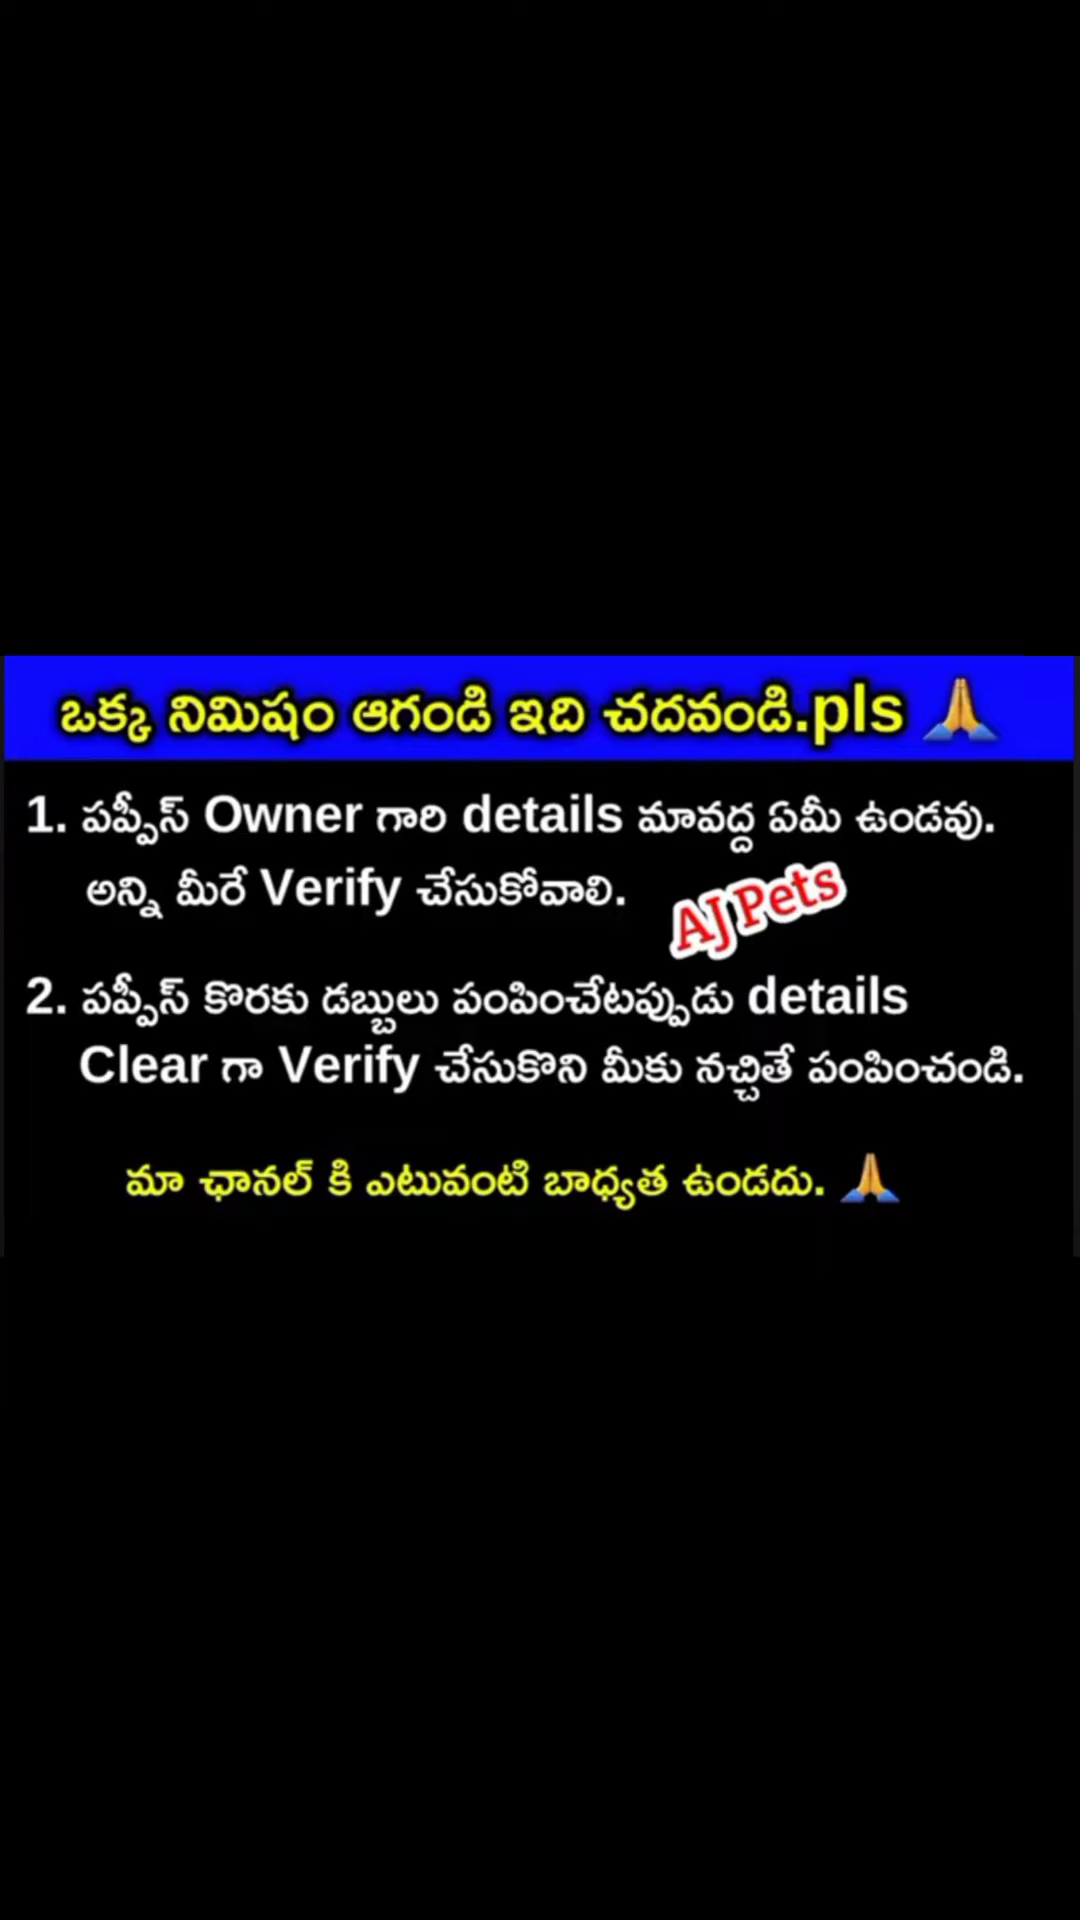 ఒక్క నిమిషం ఆగండి ఇది చదవండి.pls 🙏
1. పప్పీస్ Owner గారి details మావద్ద ఏమీ ఉండవు.
అన్ని మీరే Verify చేసుకోవాలి.
AJ Pets
2. పప్పీస్ కొరకు డబ్బులు పంపించేటప్పుడు details
Clear గా Verify చేసుకొని మీకు నచ్చితే పంపించండి.
మా ఛానల్ కి ఎటువంటి బాధ్యత ఉండదు. 🙏